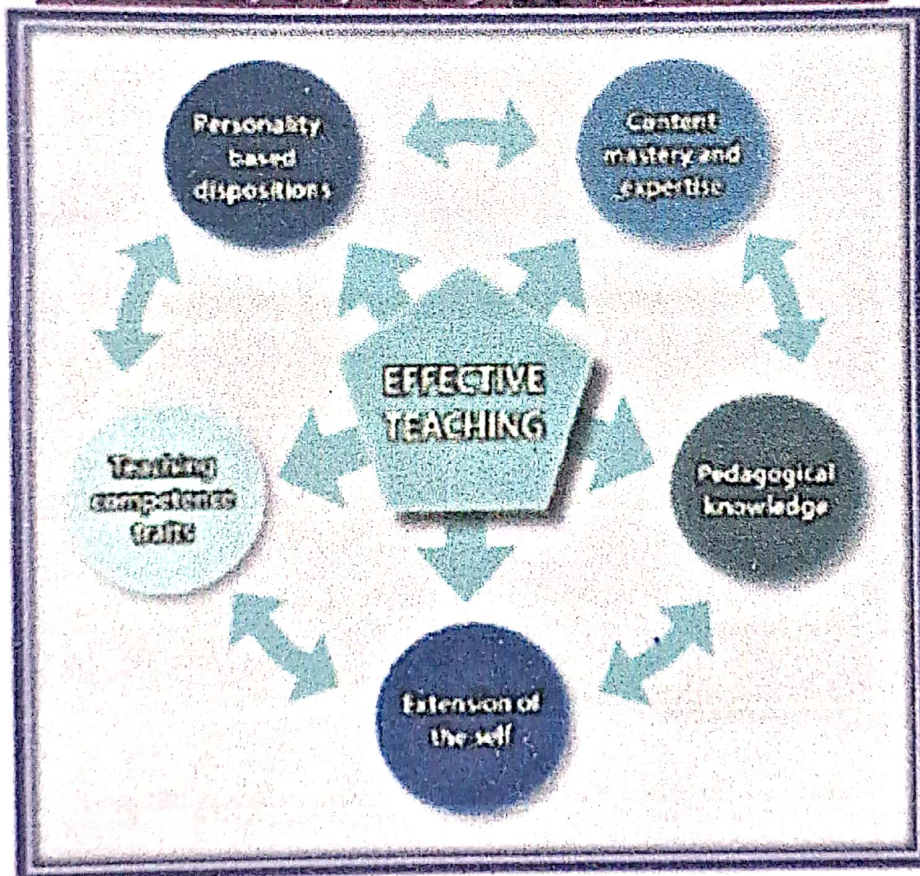 Personality
based
dispositions
Content
mastery and
expertise
EFFECTIVE
TEACHING
Teaching
competence
traits
Pedagogical
knowledge
Extension of
the self